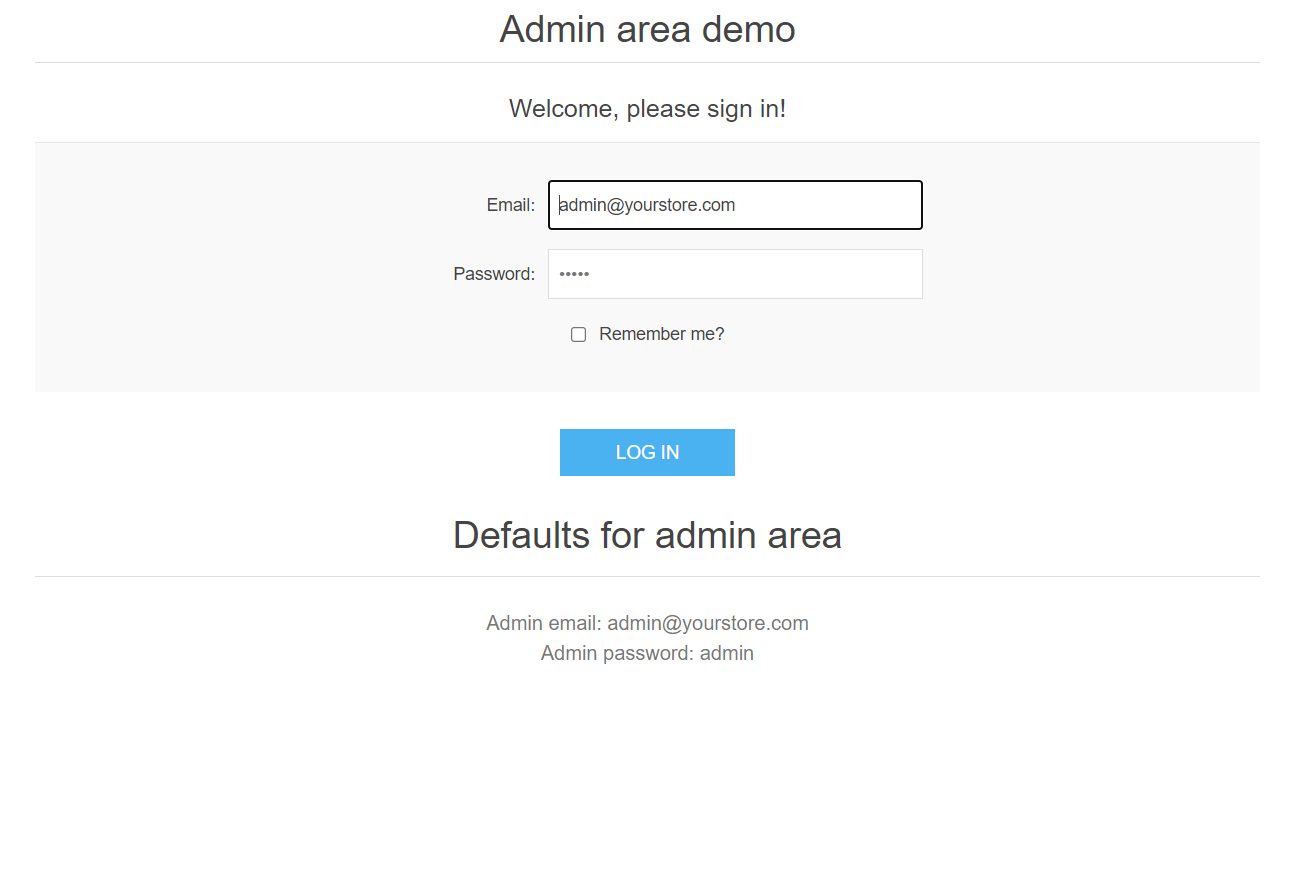 Admin area demo
Welcome, please sign in!
Email: admin@yourstore.com
Password: •••••
Remember me?
LOG IN
Defaults for admin area
Admin email: admin@yourstore.com
Admin password: admin